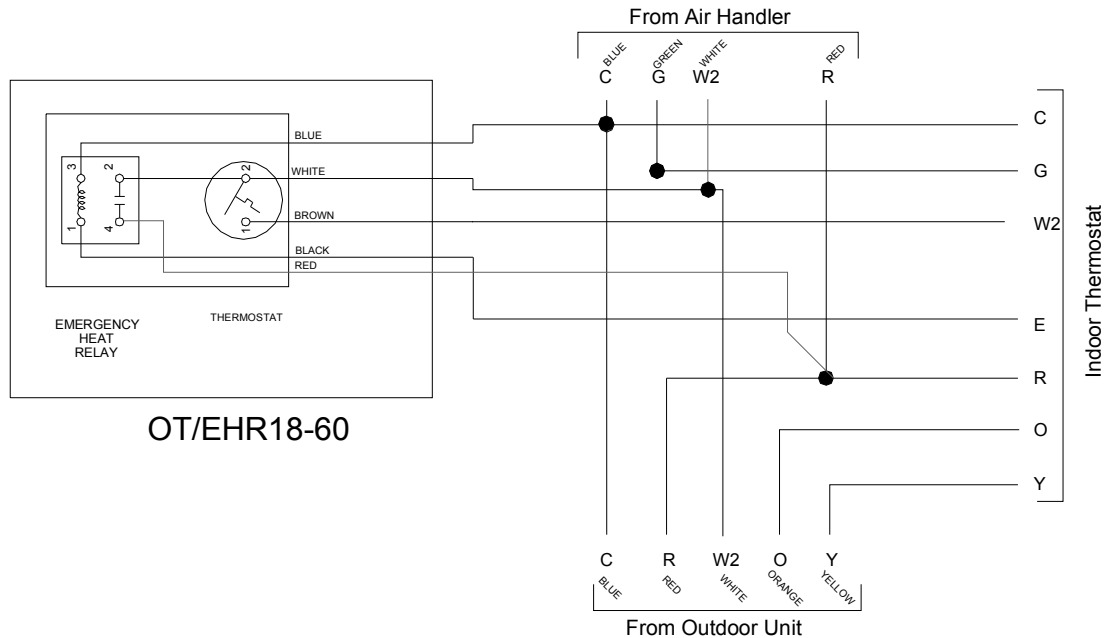 From Air Handler
BLUE GREEN WHITE RED
C G W2 R
C
BLUE
3 2
WHITE
2
G
BROWN
W2
1 4
1
BLACK
RED
EMERGENCY
HEAT
RELAY
THERMOSTAT
E
R
OT/EHR18-60
O
Y
Indoor Thermostat
C R W2 O Y
BLUE RED WHITE ORANGE YELLOW
From Outdoor Unit